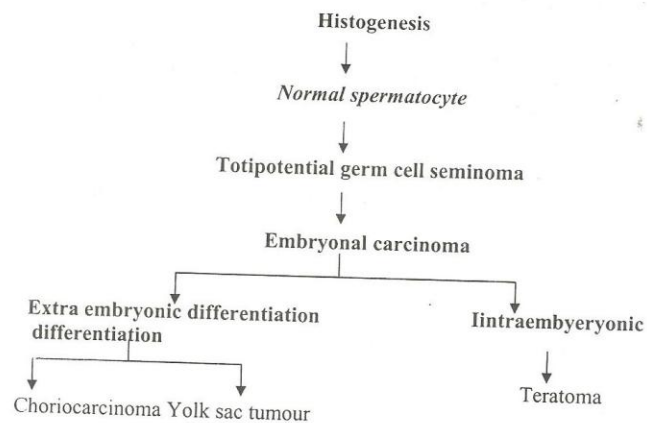 Histogenesis
Normal spermatocyte
Totipotential germ cell seminoma
Embryonal carcinoma
Extra embryonic differentiation
differentiation
Iintraembyeryonic
Choriocarcinoma Yolk sac tumour
Teratoma